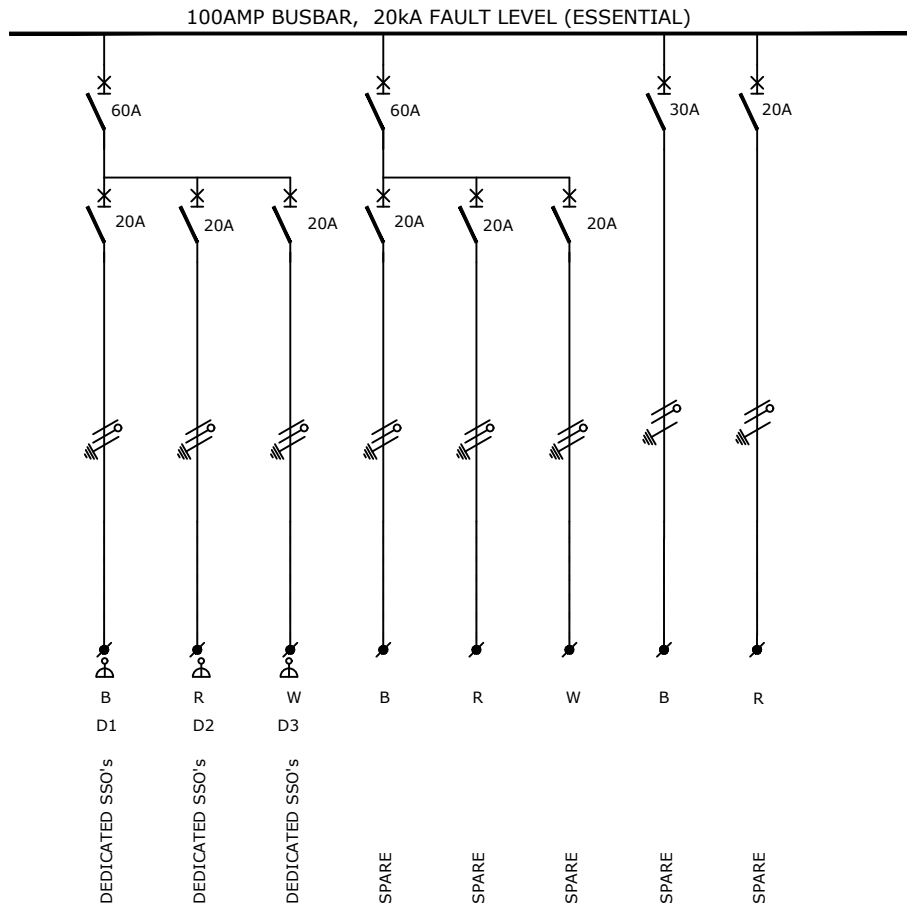 100AMP BUSBAR, 20kA FAULT LEVEL (ESSENTIAL)
60A 60A 30A 20A
20A 20A 20A 20A 20A 20A
B R W B R W B R
D1 D2 D3
DEDICATED SSO's
DEDICATED SSO's
DEDICATED SSO's
SPARE
SPARE
SPARE
SPARE
SPARE